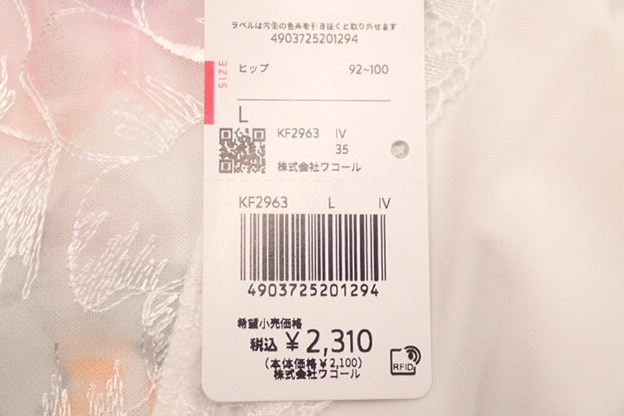 ラベルは内側の色糸を引き抜くと取り外せます
4903725201294
SIZE
ヒップ 92~100
L
KF2963 IV
35
株式会社ワコール
KF2963 L IV
4903725201294
希望小売価格
税込 ¥2,310
(本体価格¥2,100)
株式会社ワコール
RFID